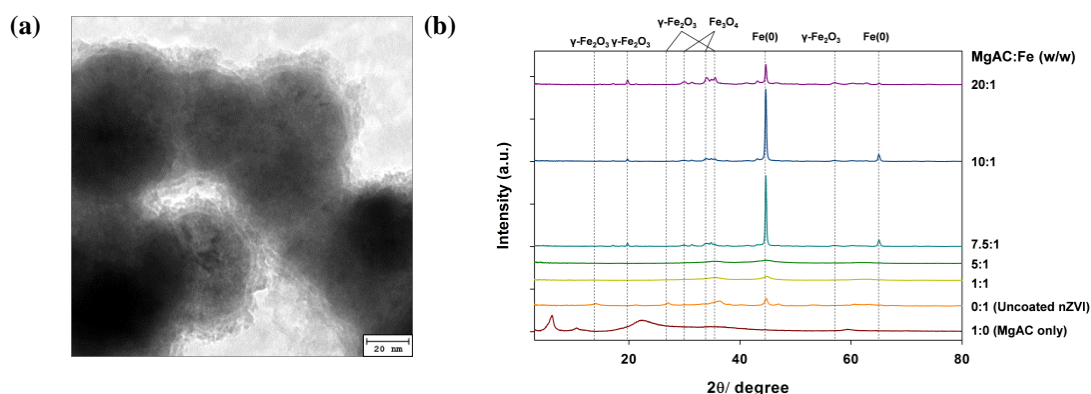 (a)
20 nm
(b)
γ-Fe₂O₃ Fe₃O₄
γ-Fe₂O₃ γ-Fe₂O₃ Fe(0) γ-Fe₂O₃ Fe(0)
MgAC:Fe (w/w)
20:1
10:1
7.5:1
5:1
1:1
0:1 (Uncoated nZVI)
1:0 (MgAC only)
Intensity (a.u.)
20 40 60 80
2θ/ degree